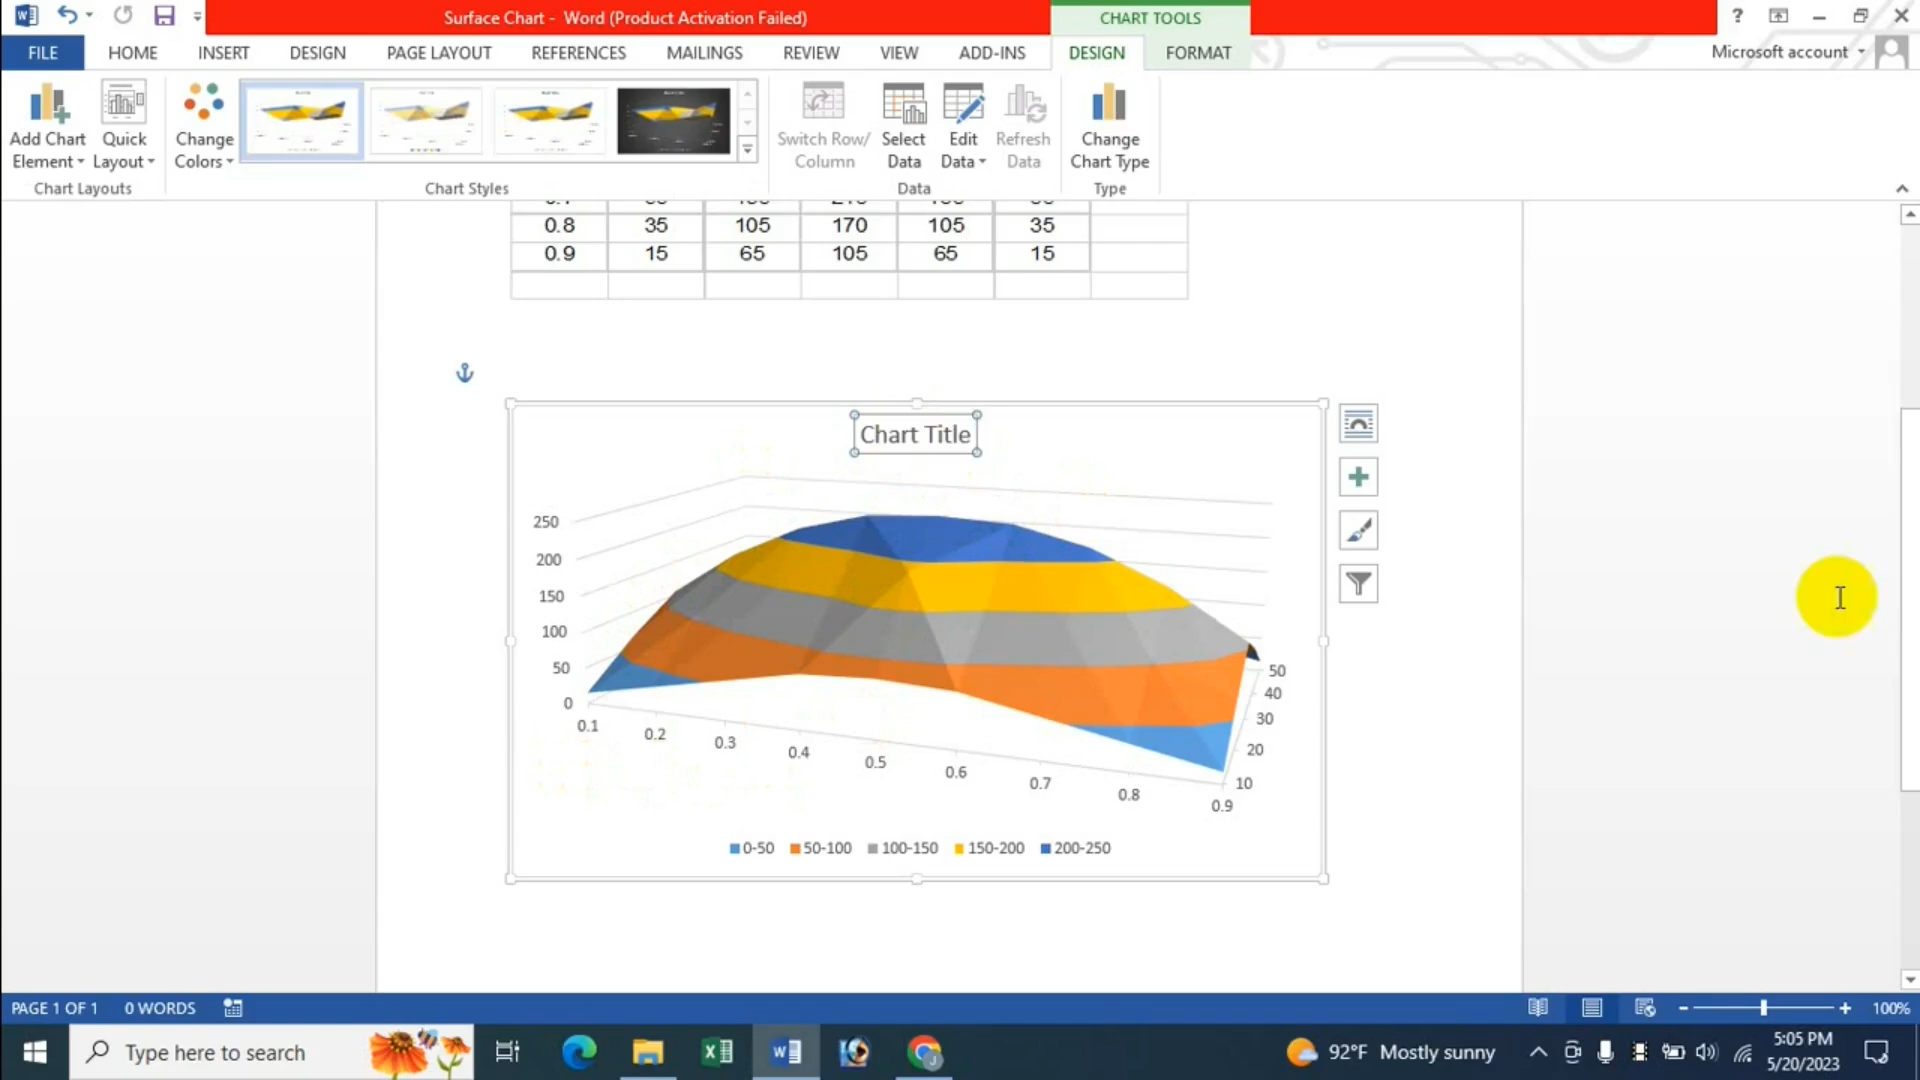 Surface Chart - Word (Product Activation Failed)
CHART TOOLS
?
FILE HOME INSERT DESIGN PAGE LAYOUT REFERENCES MAILINGS REVIEW VIEW ADD-INS DESIGN FORMAT
Microsoft account
Add Chart Element
Quick Layout
Change Colors
Switch Row/ Column
Select Data
Edit Data
Refresh Data
Change Chart Type
Chart Layouts
Chart Styles
Data
Type
0.8 35 105 170 105 35
0.9 15 65 105 65 15
Chart Title
250
200
150
100
50
0
0.1
0.2
0.3
0.4
0.5
0.6
0.7
0.8
0.9
50
40
30
20
10
0-50 50-100 100-150 150-200 200-250
PAGE 1 OF 1 0 WORDS
100%
Type here to search
92°F Mostly sunny
5:05 PM
5/20/2023